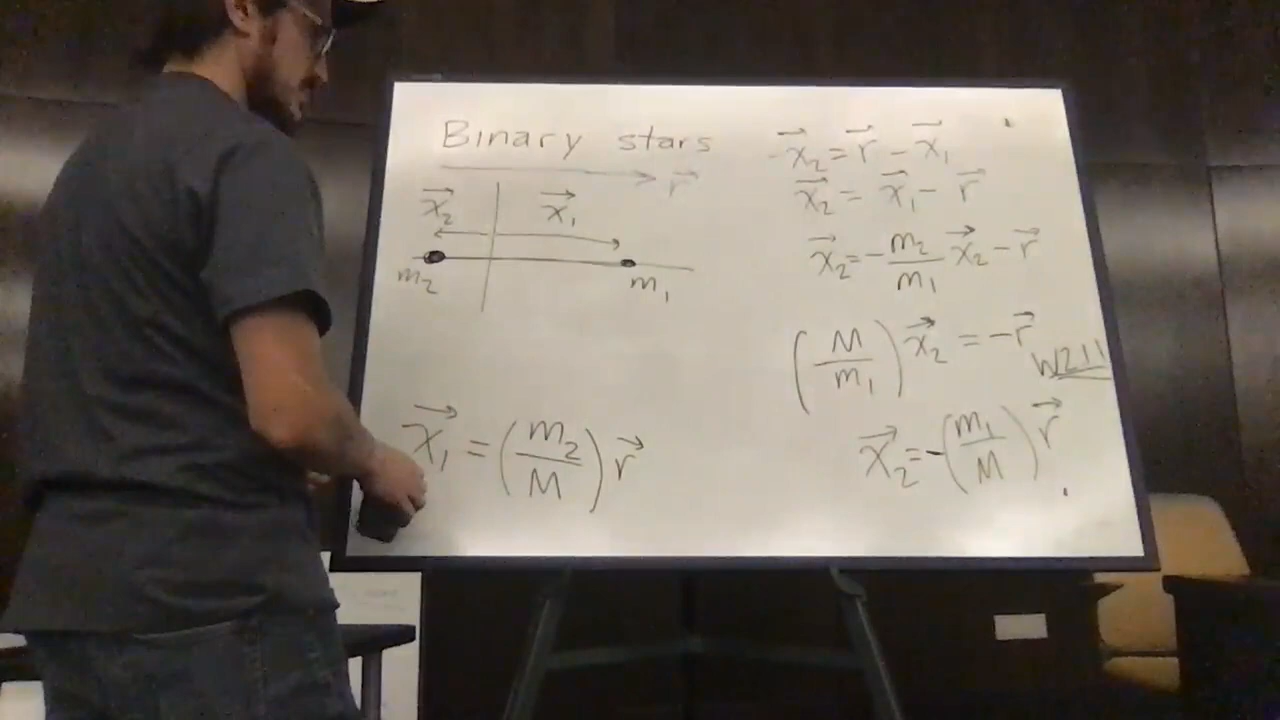 Binary stars
→r
→x₂ →x₁
m₂ m₁
→x₁ = (m₂/M) →r
-→x₂ = →r - →x₁
→x₂ = →x₁ - →r
→x₂ = - m₂/m₁ →x₂ - →r
(M/m₁) →x₂ = -→r
W211
→x₂ = -(m₁/M) →r